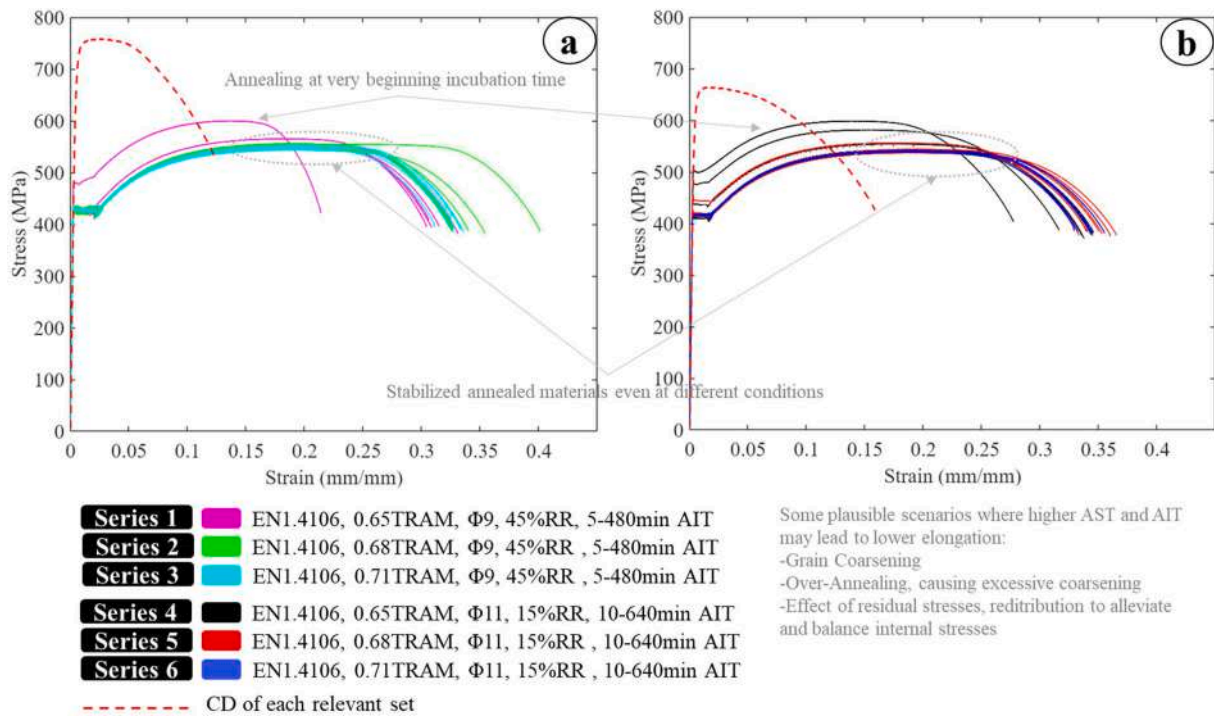 a
800
700
600
500
400
300
200
100
0
Stress (MPa)
0 0.05 0.1 0.15 0.2 0.25 0.3 0.35 0.4
Strain (mm/mm)
b
800
700
600
500
400
300
200
100
0
Stress (MPa)
0 0.05 0.1 0.15 0.2 0.25 0.3 0.35 0.4
Strain (mm/mm)
Annealing at very beginning incubation time
Stabilized annealed materials even at different conditions
Series 1 EN1.4106, 0.65TRAM, Φ9, 45%RR, 5-480min AIT
Series 2 EN1.4106, 0.68TRAM, Φ9, 45%RR , 5-480min AIT
Series 3 EN1.4106, 0.71TRAM, Φ9, 45%RR , 5-480min AIT
Series 4 EN1.4106, 0.65TRAM, Φ11, 15%RR, 10-640min AIT
Series 5 EN1.4106, 0.68TRAM, Φ11, 15%RR , 10-640min AIT
Series 6 EN1.4106, 0.71TRAM, Φ11, 15%RR , 10-640min AIT
CD of each relevant set
Some plausible scenarios where higher AST and AIT
may lead to lower elongation:
-Grain Coarsening
-Over-Annealing, causing excessive coarsening
-Effect of residual stresses, reditribution to alleviate
and balance internal stresses